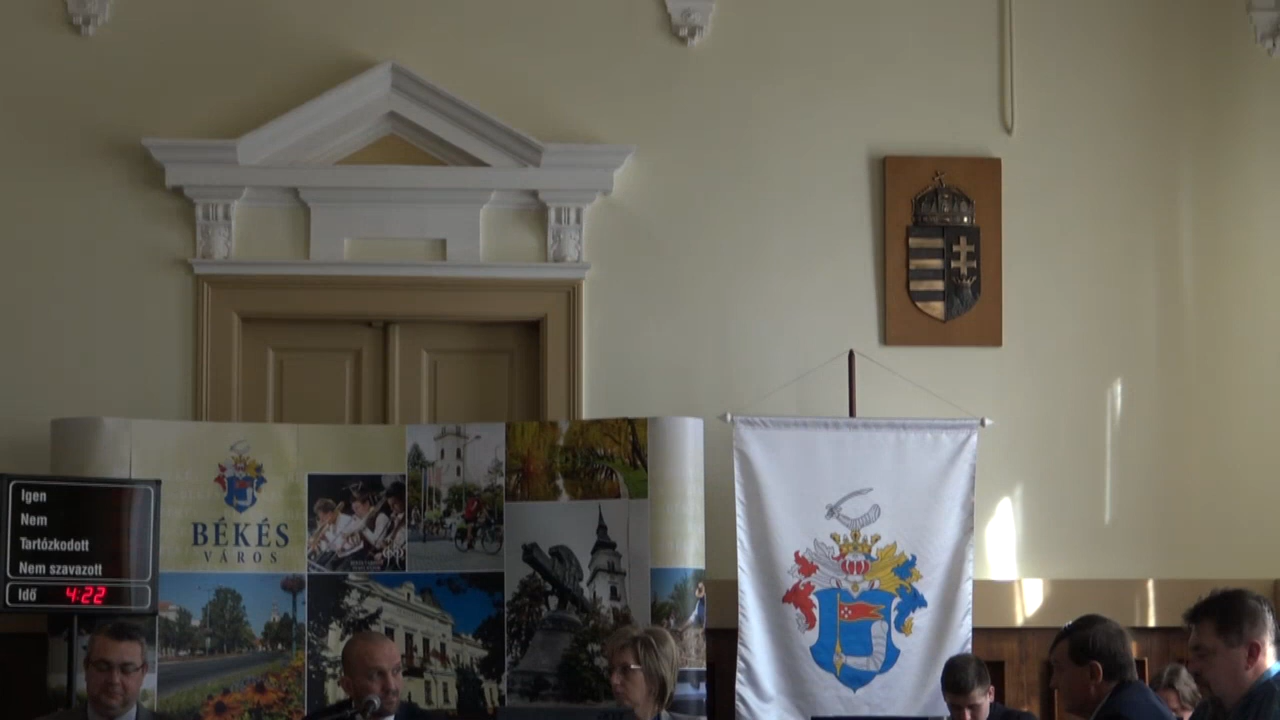 Igen
Nem
Tartózkodott
Nem szavazott
Idő 4:22
BÉKÉS
VÁROS